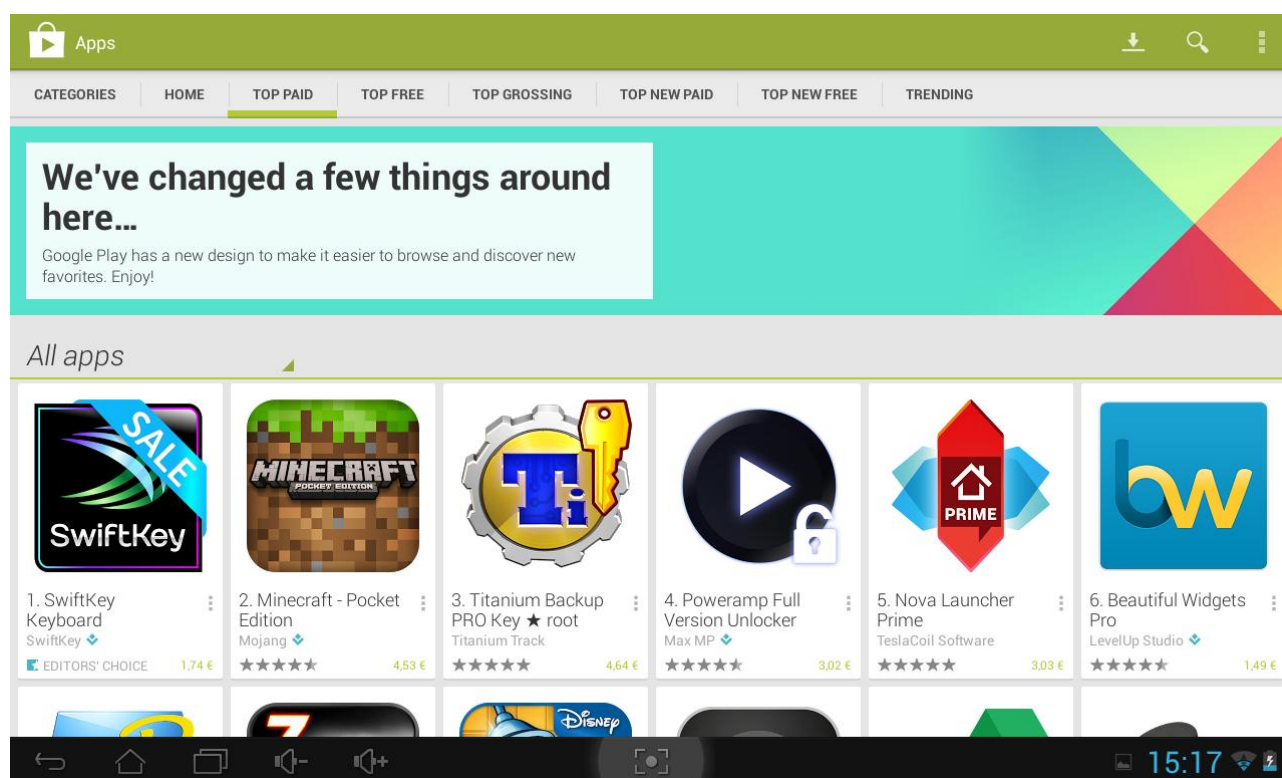 Apps
CATEGORIES HOME TOP PAID TOP FREE TOP GROSSING TOP NEW PAID TOP NEW FREE TRENDING
We've changed a few things around
here...
Google Play has a new design to make it easier to browse and discover new
favorites. Enjoy!
All apps
SALE
SwiftKey
MINECRAFT
POCKET EDITION
Ti
PRIME
bw
1. SwiftKey
Keyboard
SwiftKey
EDITORS' CHOICE 1,74 €
2. Minecraft - Pocket
Edition
Mojang
4,53 €
3. Titanium Backup
PRO Key ★ root
Titanium Track
4,64 €
4. Poweramp Full
Version Unlocker
Max MP
3,02 €
5. Nova Launcher
Prime
TeslaCoil Software
3,03 €
6. Beautiful Widgets
Pro
LevelUp Studio
1,49 €
7
Disney
15:17